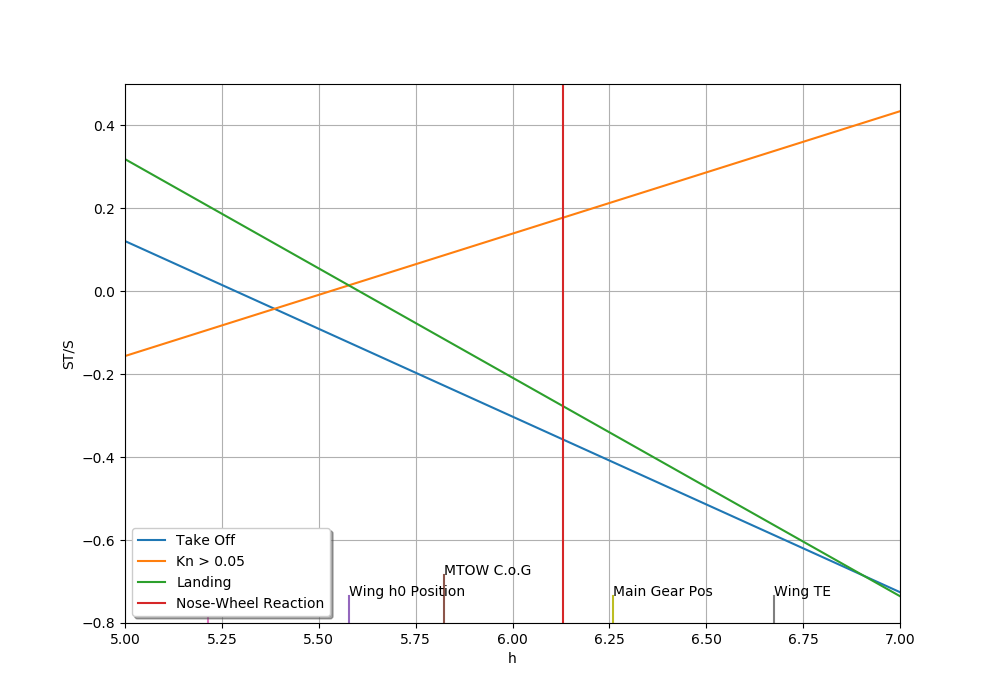 0.4
0.2
0.0
−0.2
−0.4
−0.6
−0.8
ST/S
Take Off
Kn > 0.05
Landing
Nose-Wheel Reaction
MTOW C.o.G
Wing h0 Position
Main Gear Pos
Wing TE
5.00 5.25 5.50 5.75 6.00 6.25 6.50 6.75 7.00
h